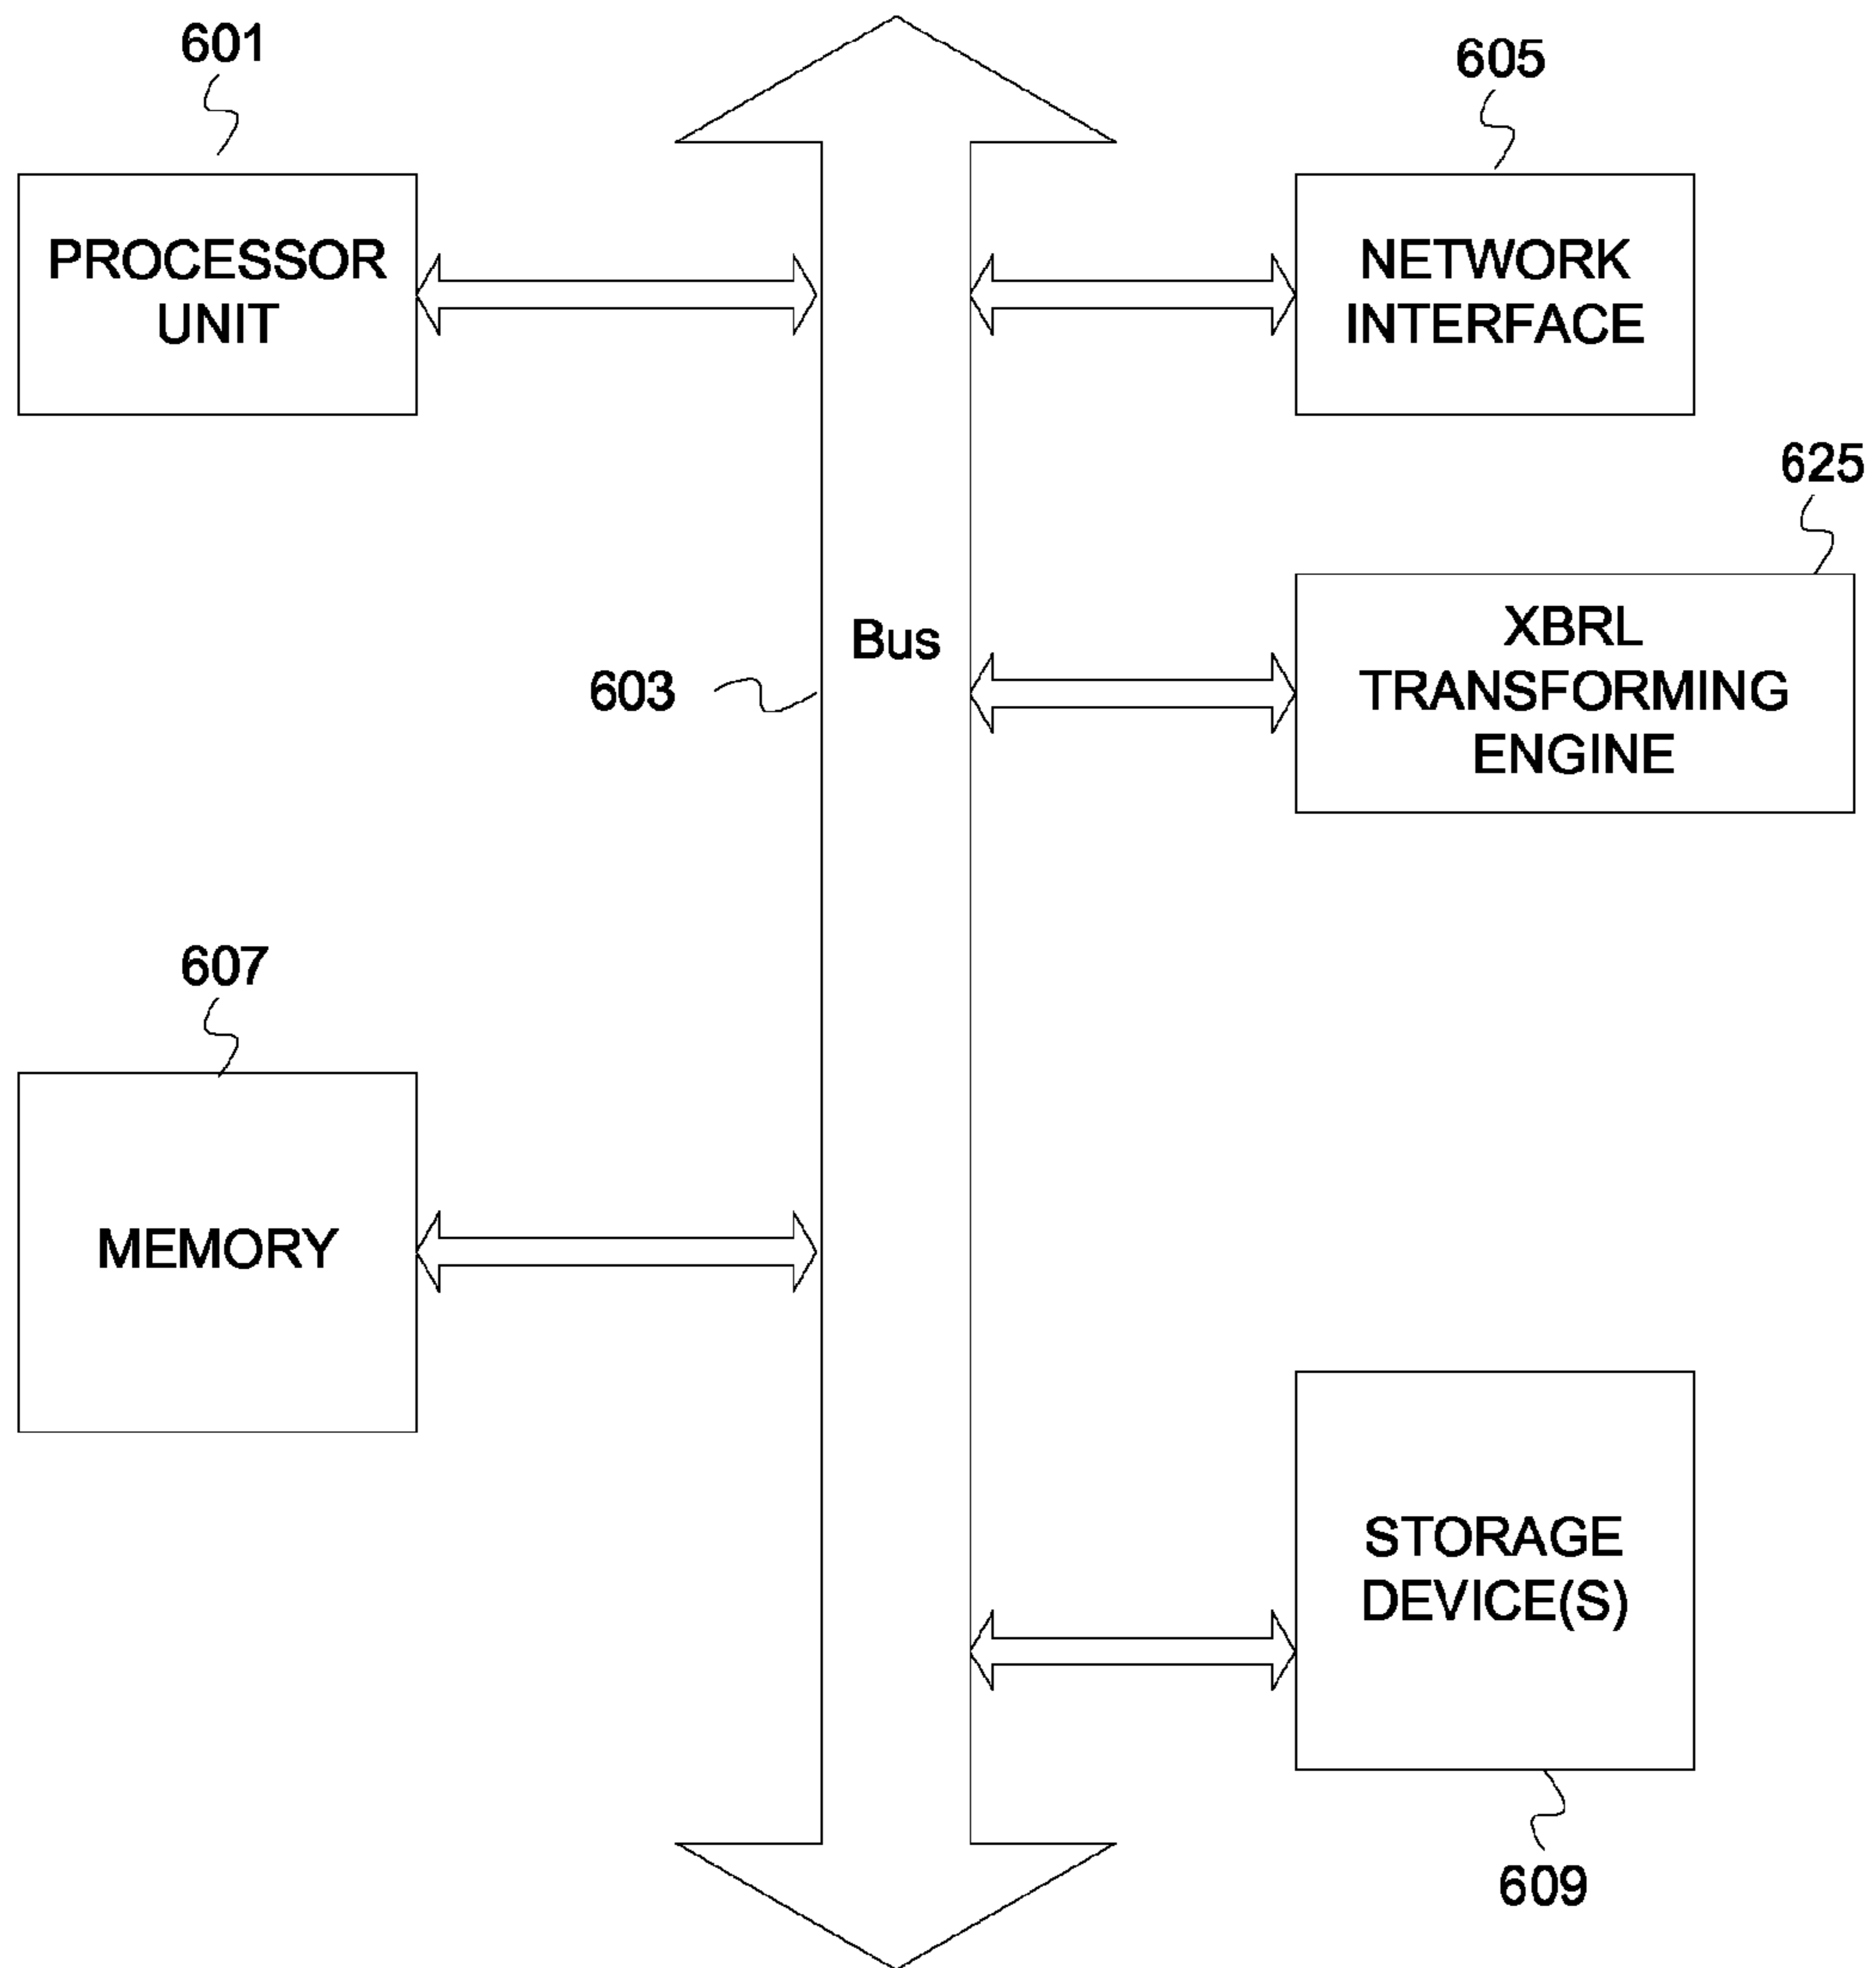 601
605
PROCESSOR
UNIT
NETWORK
INTERFACE
625
XBRL
TRANSFORMING
ENGINE
Bus
603
607
MEMORY
STORAGE
DEVICE(S)
609